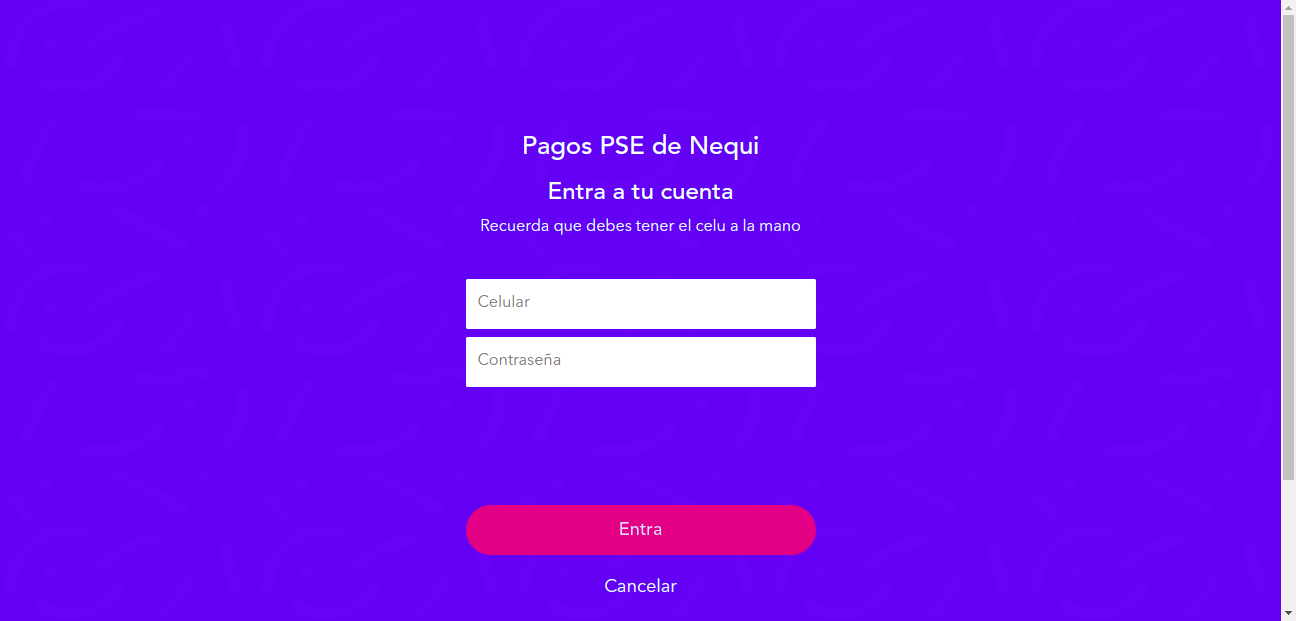 Pagos PSE de Nequi
Entra a tu cuenta
Recuerda que debes tener el celu a la mano
Celular
Contraseña
Entra
Cancelar